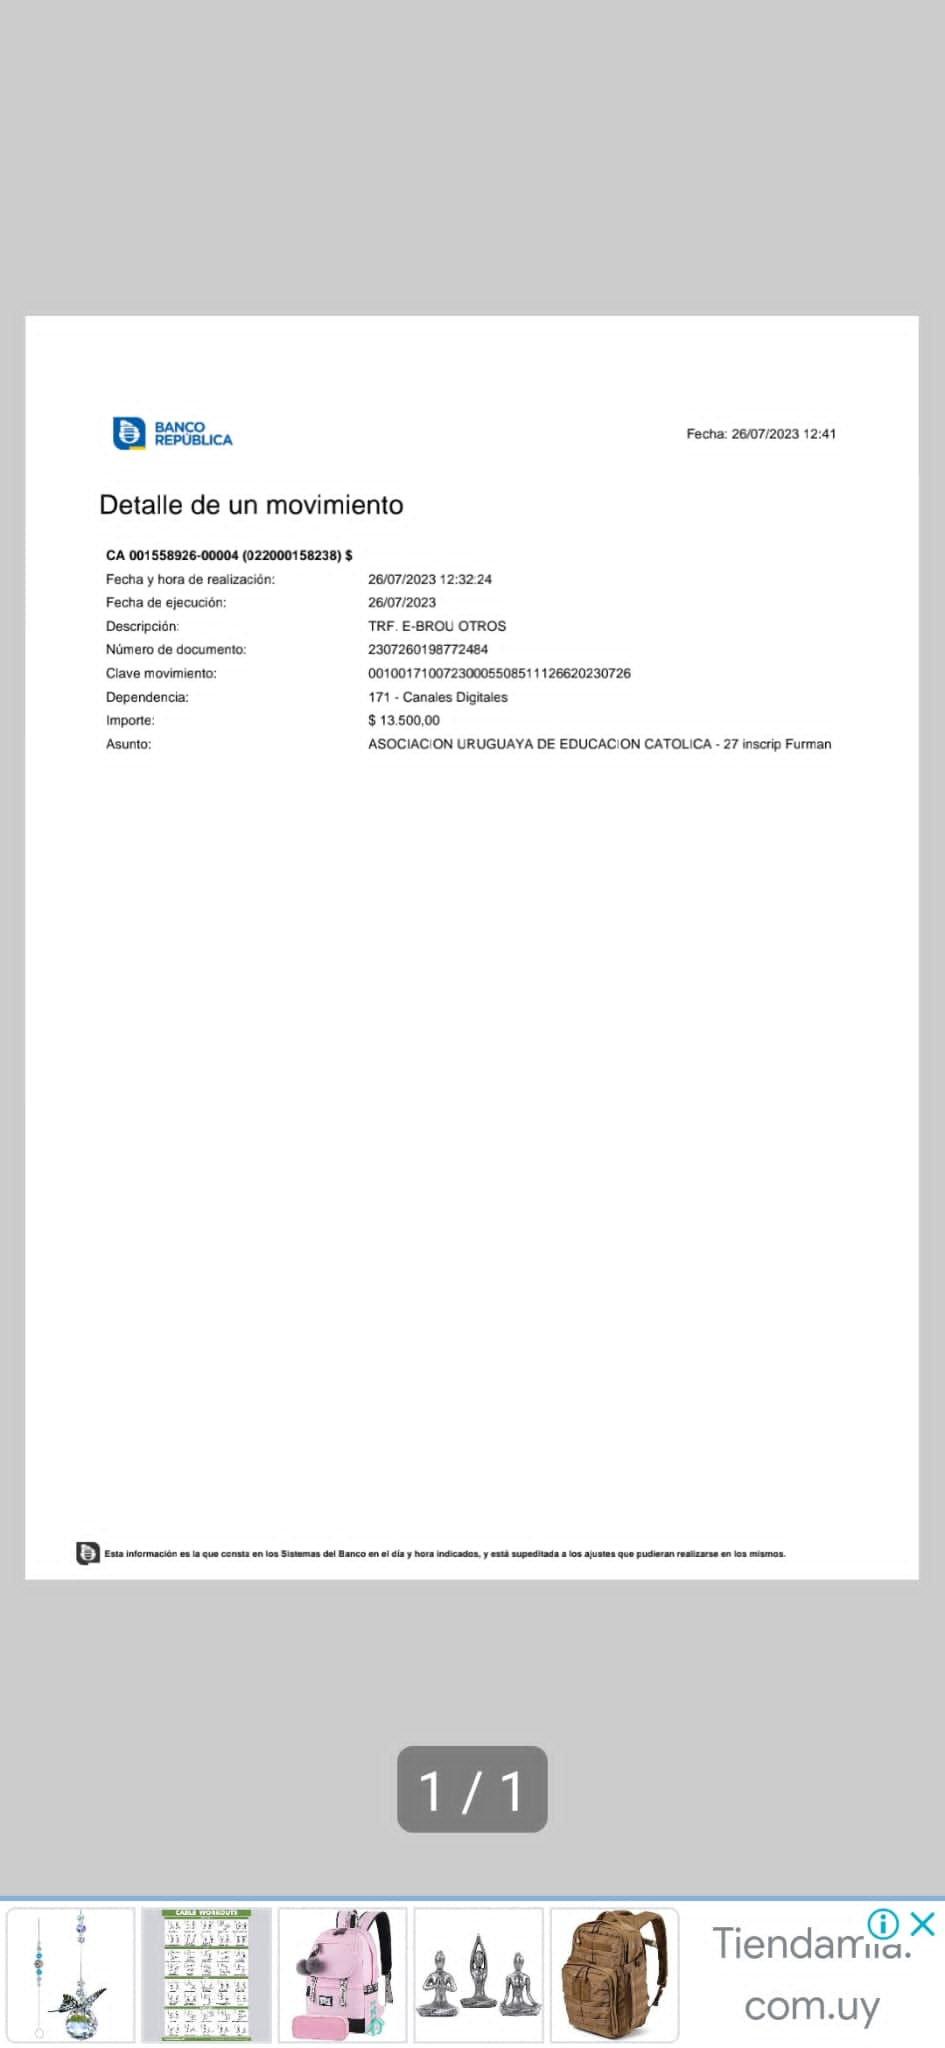 BANCO
REPÚBLICA
Fecha: 26/07/2023 12:41
Detalle de un movimiento
CA 001558926-00004 (022000158238) $
Fecha y hora de realización: 26/07/2023 12:32:24
Fecha de ejecución: 26/07/2023
Descripción: TRF. E-BROU OTROS
Número de documento: 2307260198772484
Clave movimiento: 00100171007230005508511126620230726
Dependencia: 171 - Canales Digitales
Importe: $ 13.500,00
Asunto: ASOCIACION URUGUAYA DE EDUCACION CATOLICA - 27 inscrip Furman
Esta información es la que consta en los Sistemas del Banco en el día y hora indicados, y está supeditada a los ajustes que pudieran realizarse en los mismos.
1 / 1
CABLE WORKOUTS
Tiendamia.
com.uy